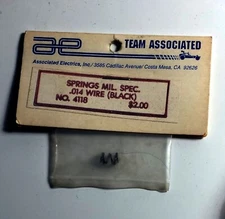 ae TEAM ASSOCIATED
Associated Electrics, Inc./3585 Cadillac Avenue/Costa Mesa, CA. 92626
SPRINGS MIL. SPEC.
.014 WIRE (BLACK)
NO. 4118 $2.00